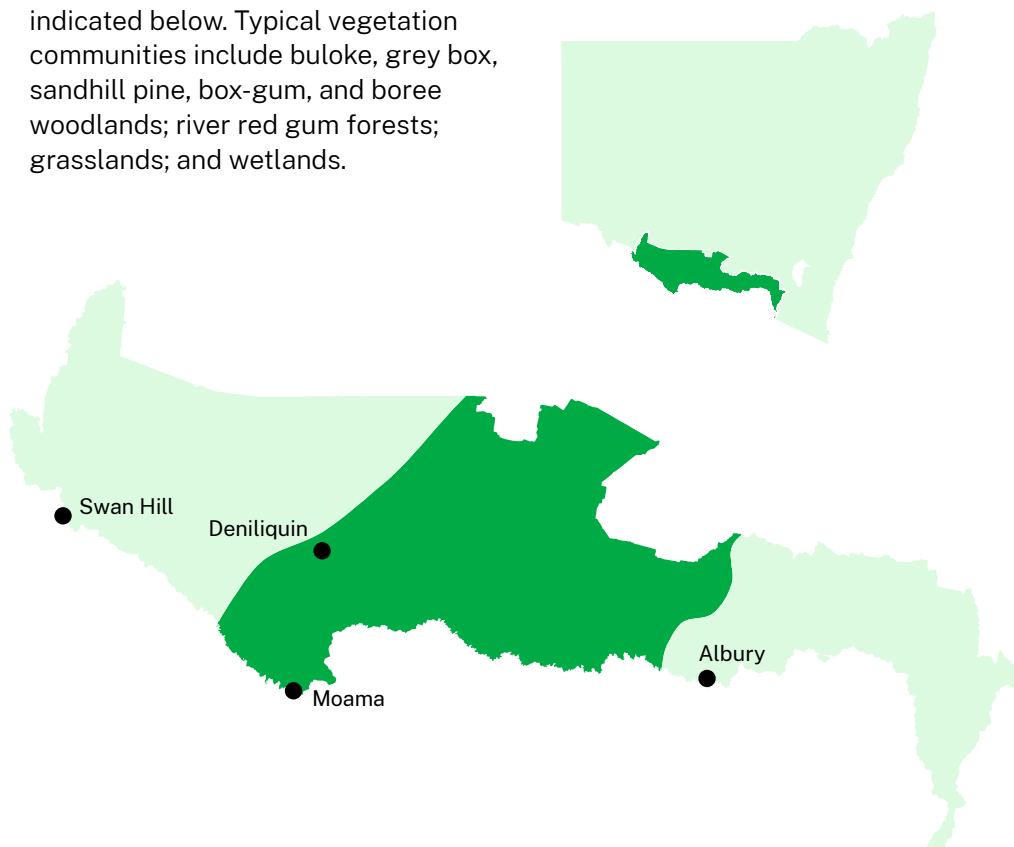 indicated below. Typical vegetation
communities include buloke, grey box,
sandhill pine, box-gum, and boree
woodlands; river red gum forests;
grasslands; and wetlands.
Swan Hill
Deniliquin
Albury
Moama